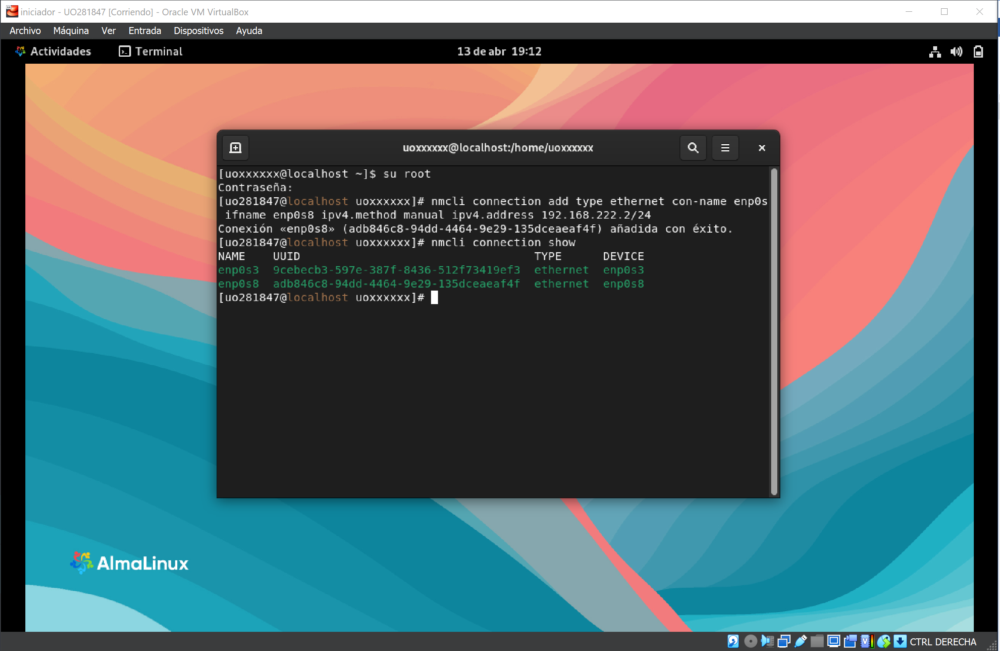 iniciador - UO281847 [Corriendo] - Oracle VM VirtualBox
Archivo Máquina Ver Entrada Dispositivos Ayuda
Actividades Terminal 13 de abr 19:12
uoxxxxxx@localhost:/home/uoxxxxxx
[uoxxxxxx@localhost ~]$ su root
Contraseña:
[uo281847@localhost uoxxxxxx]# nmcli connection add type ethernet con-name enp0s
ifname enp0s8 ipv4.method manual ipv4.address 192.168.222.2/24
Conexión «enp0s8» (adb846c8-94dd-4464-9e29-135dceaeaf4f) añadida con éxito.
[uo281847@localhost uoxxxxxx]# nmcli connection show
NAME UUID TYPE DEVICE
enp0s3 9cebecb3-597e-387f-8436-512f73419ef3 ethernet enp0s3
enp0s8 adb846c8-94dd-4464-9e29-135dceaeaf4f ethernet enp0s8
[uo281847@localhost uoxxxxxx]#
AlmaLinux
CTRL DERECHA